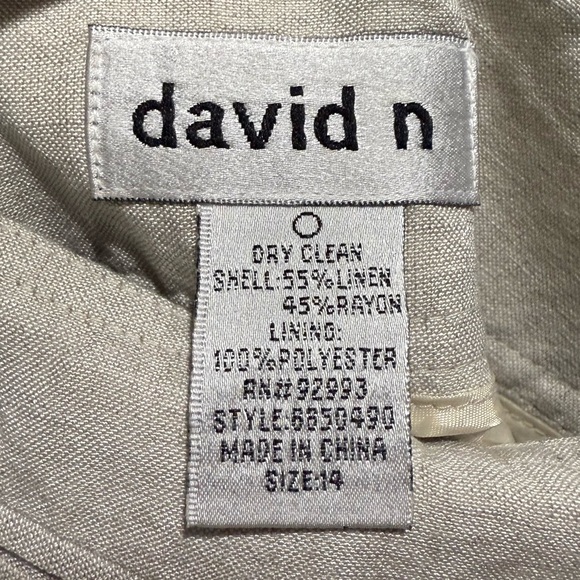 david n
DRY CLEAN
SHELL:55%LINEN
45%RAYON
LINING:
100%POLYESTER
RN#92993
STYLE:6650490
MADE IN CHINA
SIZE:14